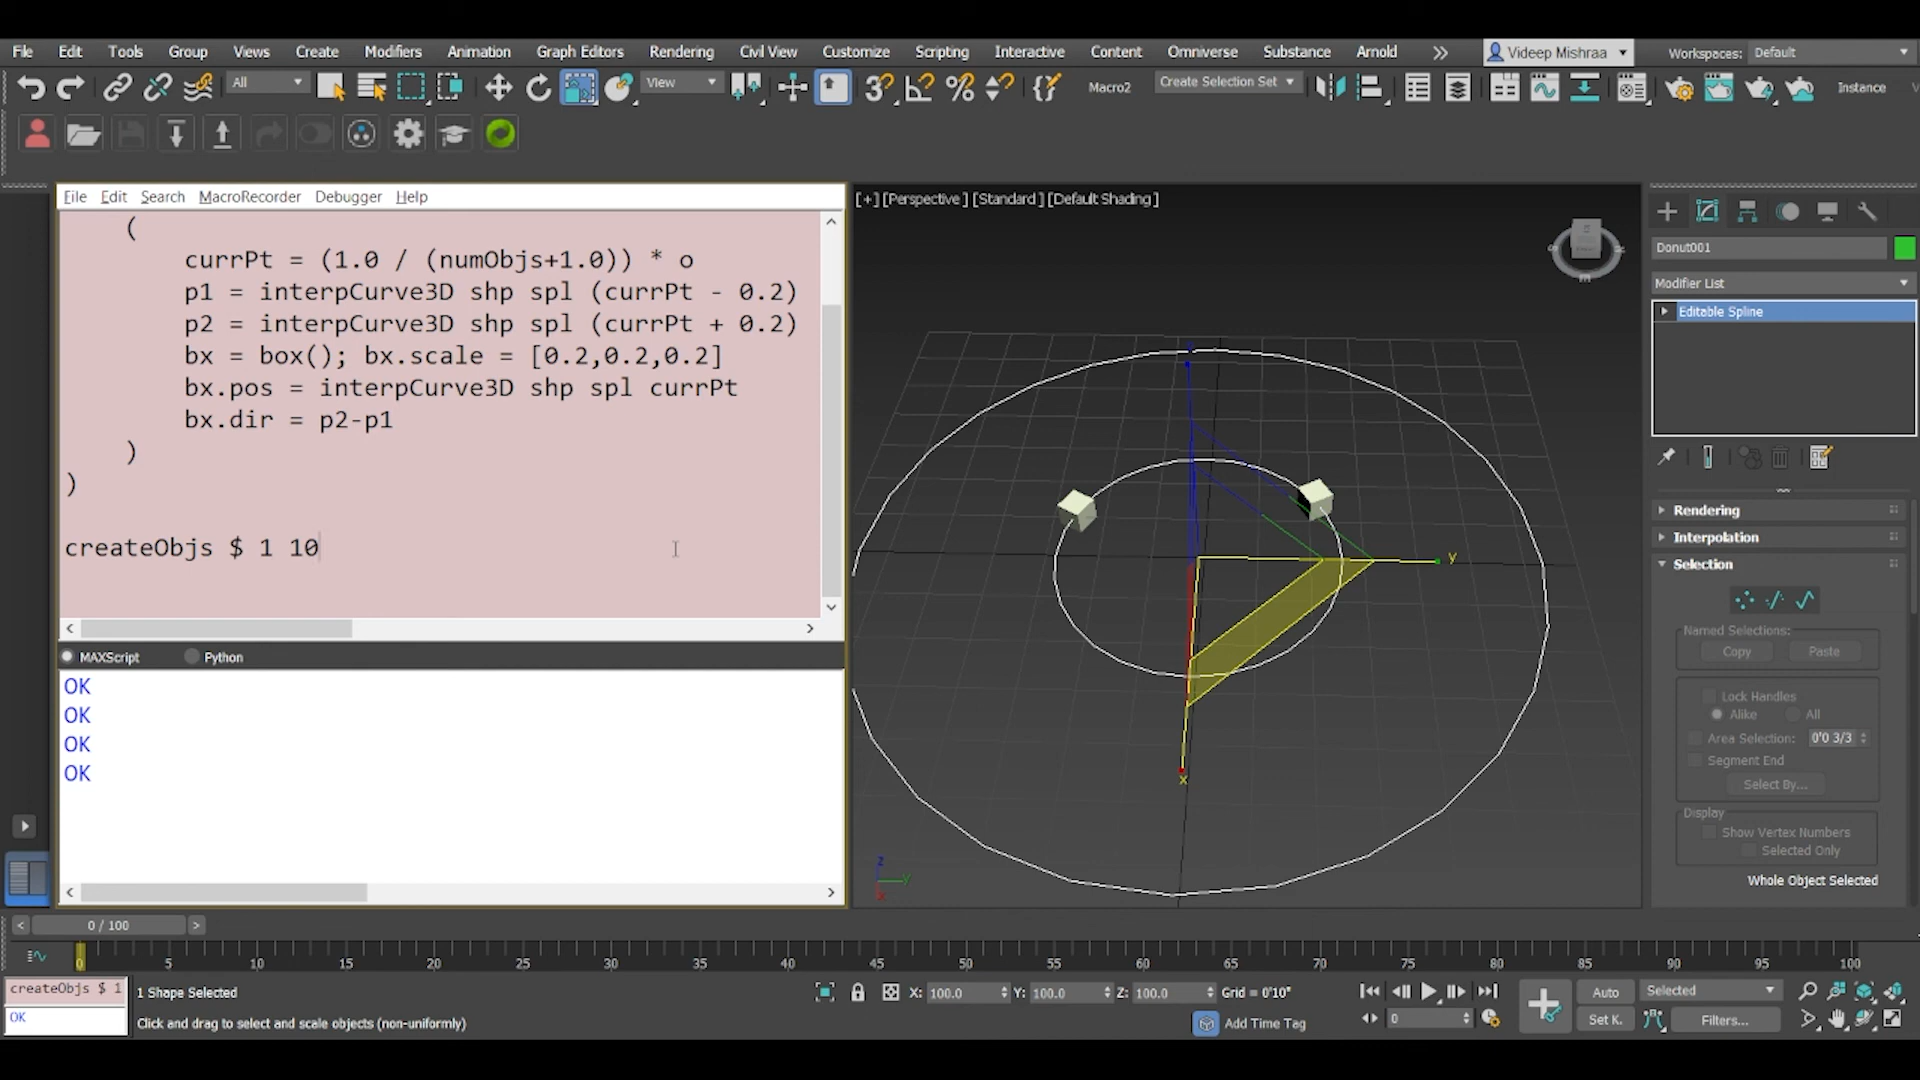 File Edit Tools Group Views Create Modifiers Animation Graph Editors Rendering Civil View Customize Scripting Interactive Content Omniverse Substance Arnold Videep Mishraa Workspaces: Default
All View Macro2 Create Selection Set Instance
File Edit Search MacroRecorder Debugger Help
(
currPt = (1.0 / (numObjs+1.0)) * o
p1 = interpCurve3D shp spl (currPt - 0.2)
p2 = interpCurve3D shp spl (currPt + 0.2)
bx = box(); bx.scale = [0.2,0.2,0.2]
bx.pos = interpCurve3D shp spl currPt
bx.dir = p2-p1
)
)
createObjs $ 1 10
MAXScript Python
OK
OK
OK
OK
[+] [Perspective ] [Standard ] [Default Shading ]
y
x
z
y
x
Donut001
Modifier List
Editable Spline
Rendering
Interpolation
Selection
Named Selections:
Copy Paste
Lock Handles
Alike All
Area Selection: 0'0 3/3
Segment End
Select By...
Display
Show Vertex Numbers
Selected Only
Whole Object Selected
< 0 / 100 >
0 5 10 15 20 25 30 35 40 45 50 55 60 65 70 75 80 85 90 95 100
createObjs $ 1
OK
1 Shape Selected
Click and drag to select and scale objects (non-uniformly)
X: 100.0 Y: 100.0 Z: 100.0 Grid = 0'10"
Add Time Tag
0
Auto Selected
Set K. Filters...